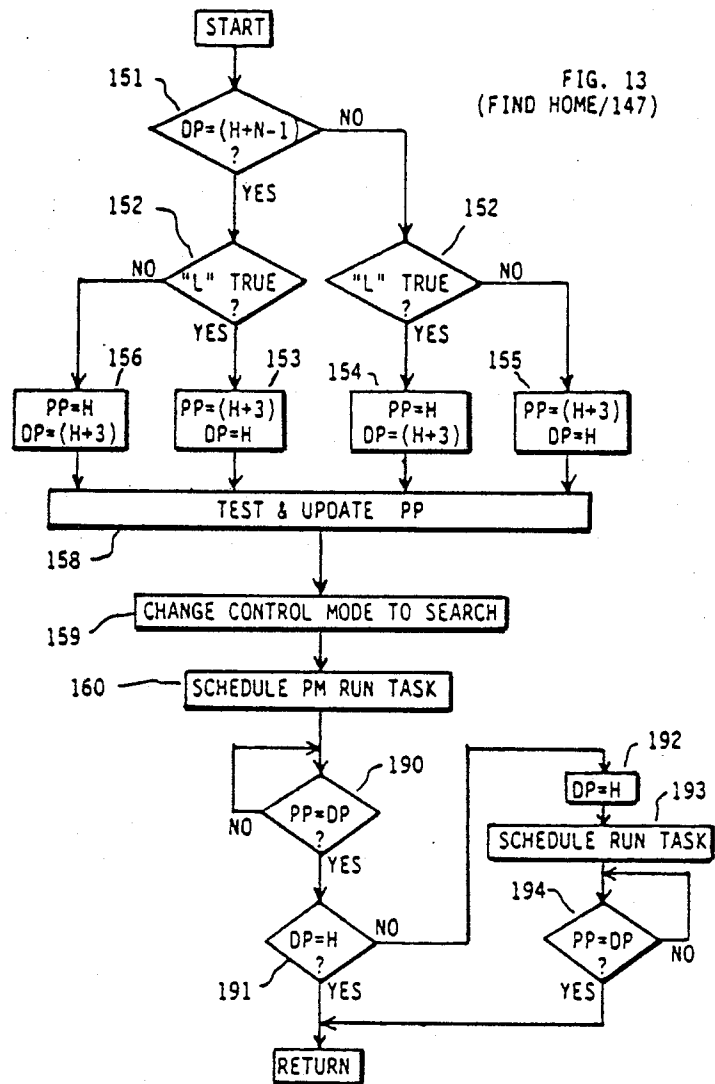 START
FIG. 13
(FIND HOME/147)
151
DP=(H+N-1)
?
NO
YES
152
152
NO
"L" TRUE
?
YES
"L" TRUE
?
YES
NO
156
153
154
155
PP=H
DP=(H+3)
PP=(H+3)
DP=H
PP=H
DP=(H+3)
PP=(H+3)
DP=H
TEST & UPDATE PP
158
CHANGE CONTROL MODE TO SEARCH
159
160
SCHEDULE PM RUN TASK
190
PP=DP
?
NO
YES
192
DP=H
193
SCHEDULE RUN TASK
194
PP=DP
?
NO
YES
DP=H
?
NO
191
YES
RETURN